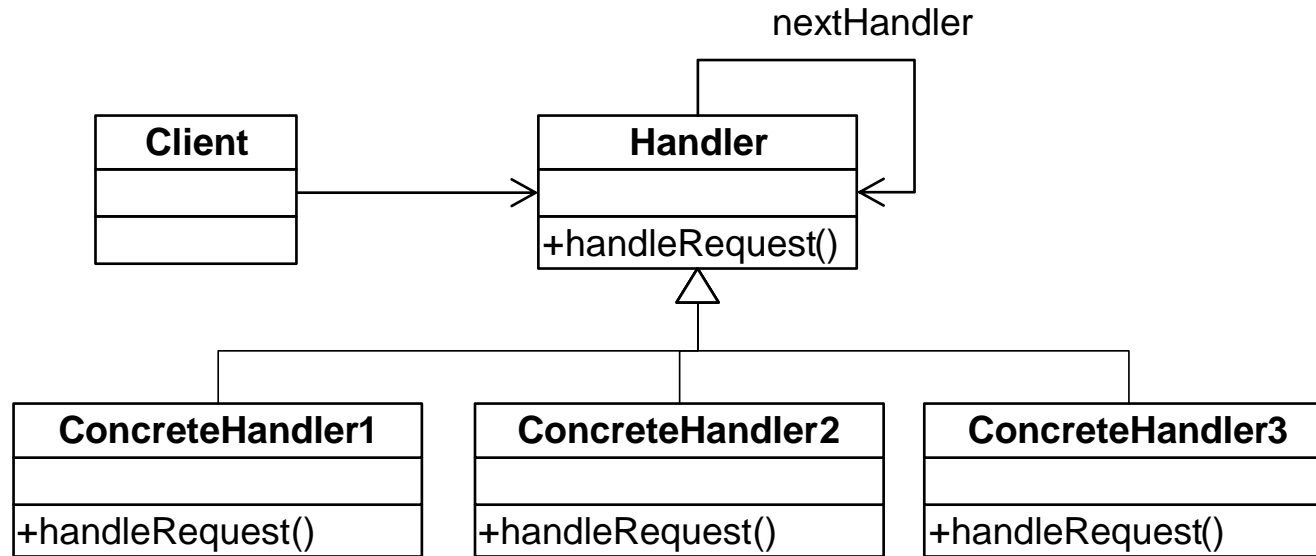 nextHandler
Client
Handler
+handleRequest()
ConcreteHandler1
ConcreteHandler2
ConcreteHandler3
+handleRequest()
+handleRequest()
+handleRequest()